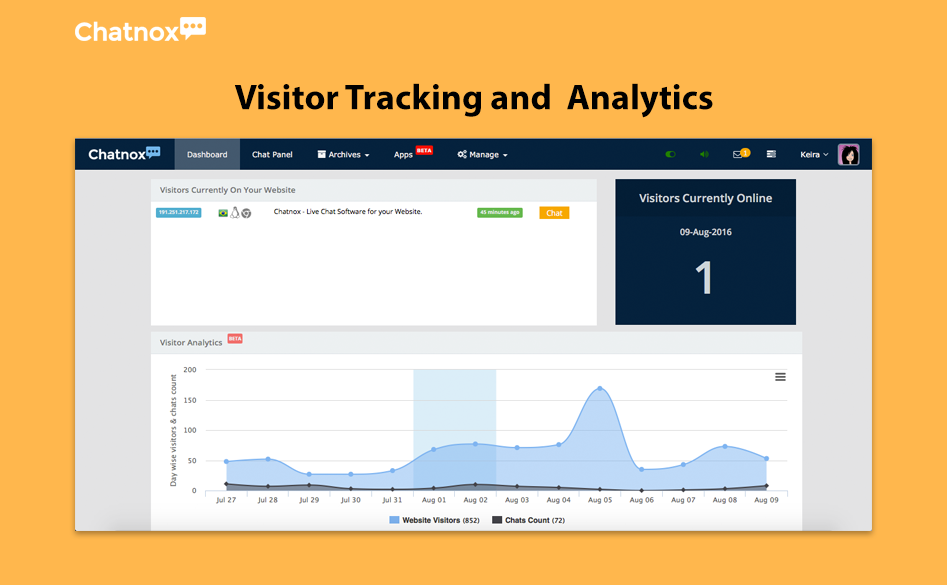 Chatnox
Visitor Tracking and Analytics
Chatnox Dashboard Chat Panel Archives Apps BETA Manage 1 Keira
Visitors Currently On Your Website
191.251.217.172 Chatnox - Live Chat Software for your Website. 45 minutes ago Chat
Visitors Currently Online
09-Aug-2016
1
Visitor Analytics BETA
Day wise visitors & chats count
200
150
100
50
0
Jul 27 Jul 28 Jul 29 Jul 30 Jul 31 Aug 01 Aug 02 Aug 03 Aug 04 Aug 05 Aug 06 Aug 07 Aug 08 Aug 09
Website Visitors (852) Chats Count (72)